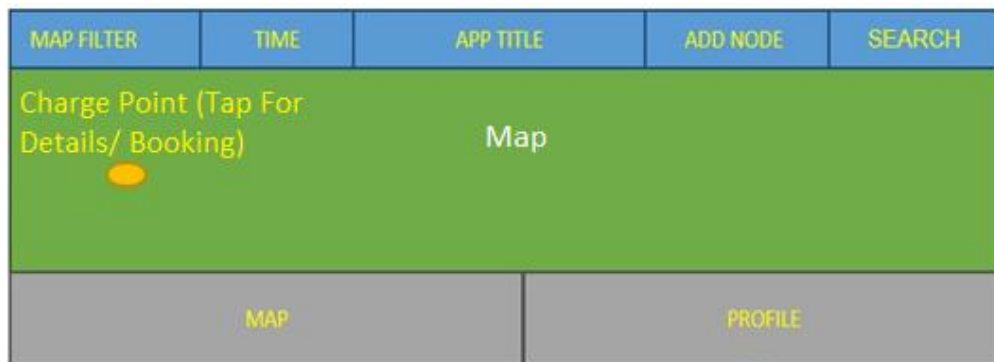 MAP FILTER
TIME
APP TITLE
ADD NODE
SEARCH
Charge Point (Tap For
Details/ Booking)
Map
MAP
PROFILE